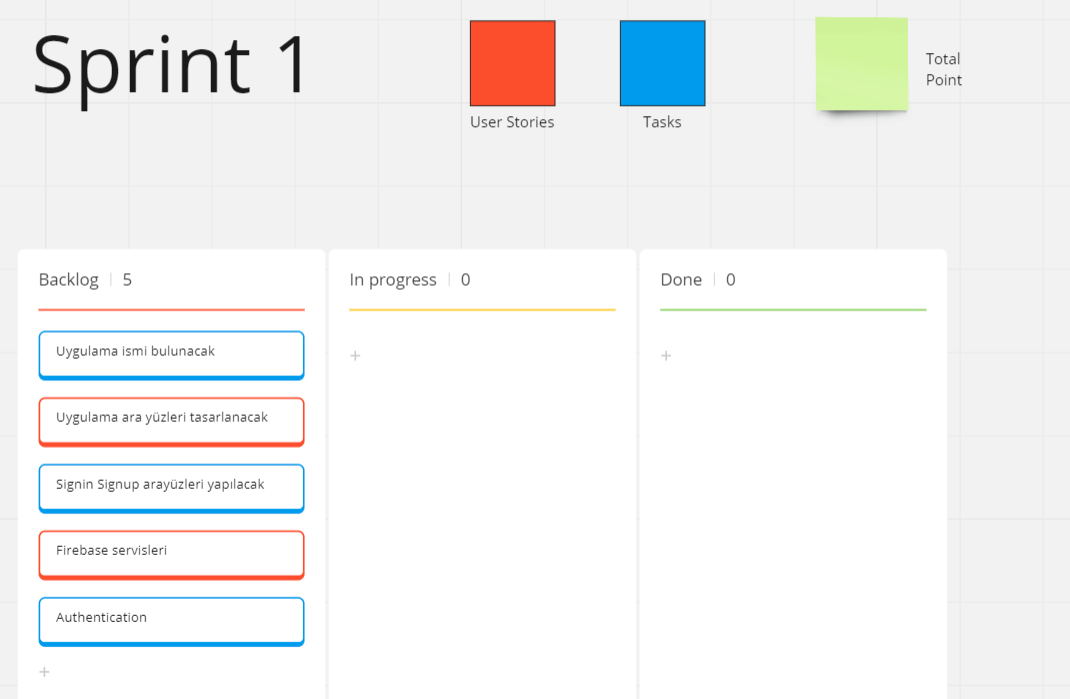 Sprint 1
User Stories
Tasks
Total
Point
Backlog 5
In progress 0
Done 0
Uygulama ismi bulunacak
Uygulama ara yüzleri tasarlanacak
Signin Signup arayüzleri yapılacak
Firebase servisleri
Authentication